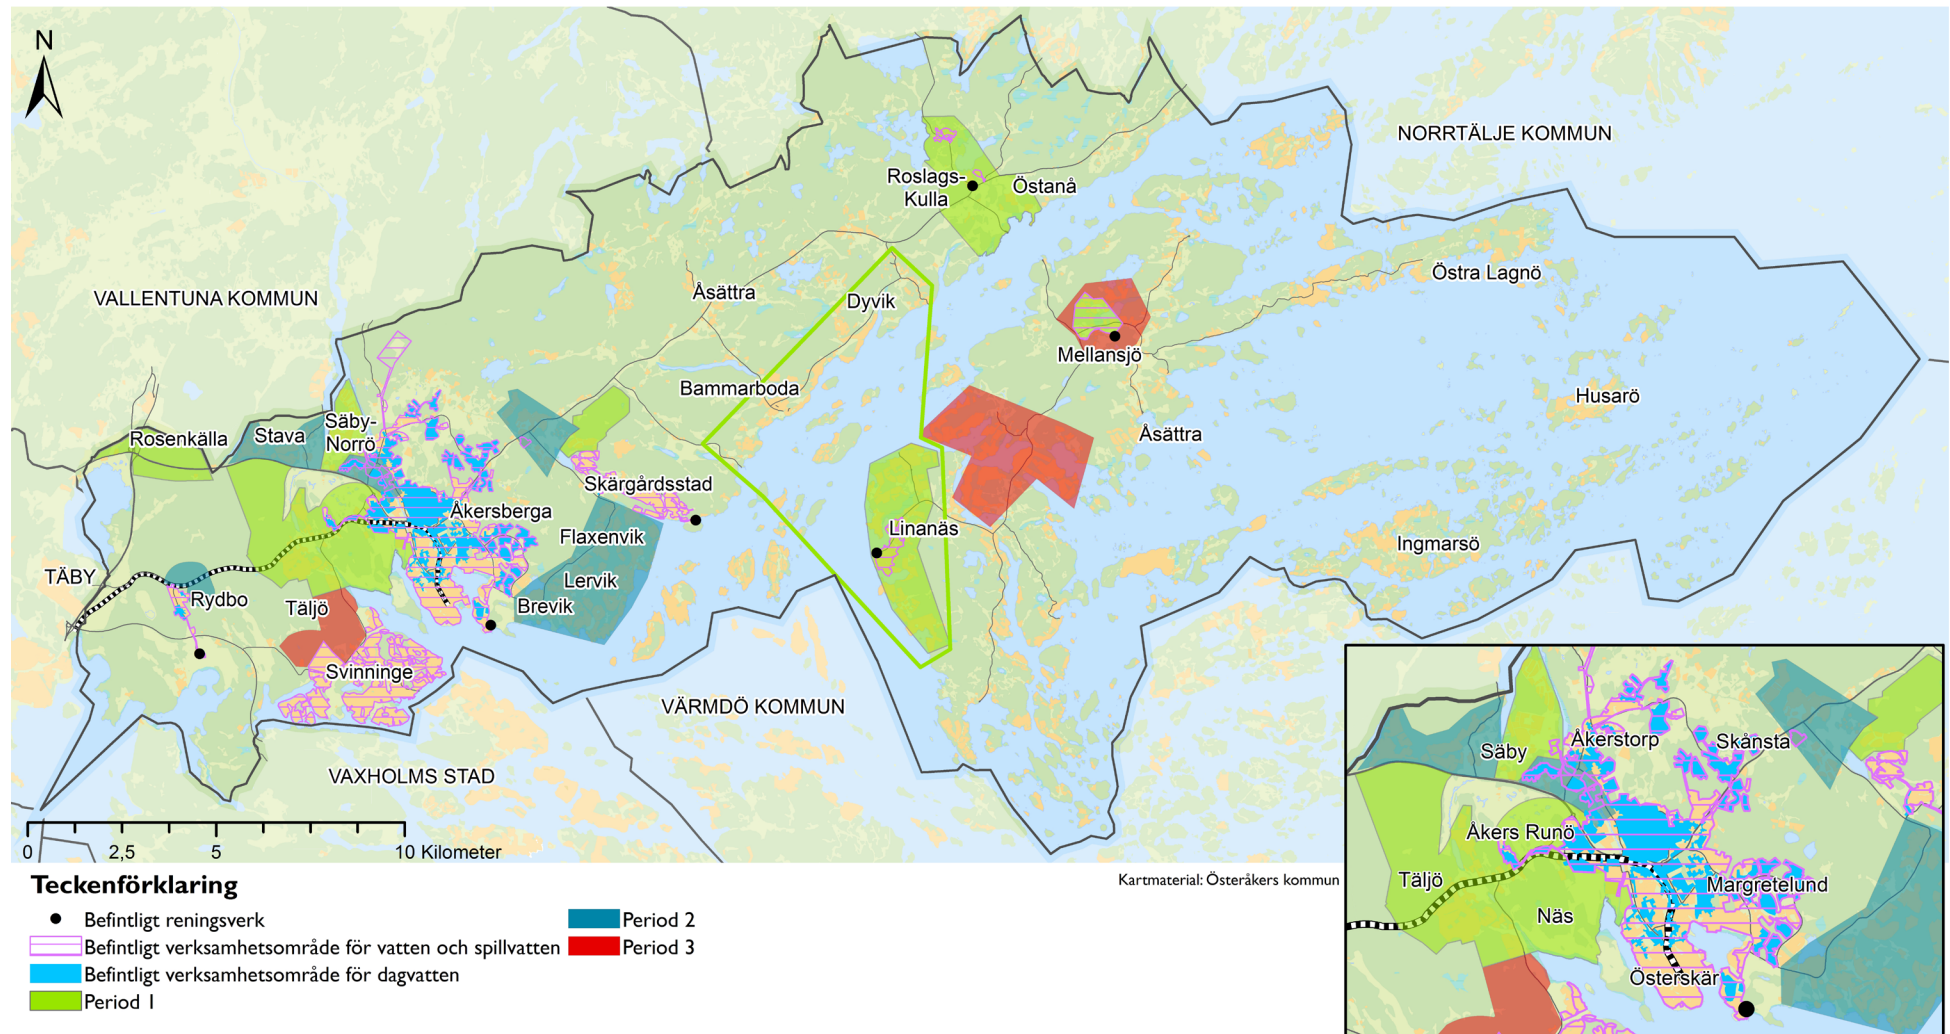 N
NORRTÄLJE KOMMUN
Roslags-
Kulla
Östanå
Östra Lagnö
VALLENTUNA KOMMUN
Åsättra
Dyvik
Mellansjö
Bammarboda
Husarö
Rosenkälla
Stava
Säby-
Norrö
Åsättra
Skärgårdsstad
Åkersberga
Linanäs
Flaxenvik
Ingmarsö
TÄBY
Lervik
Rydbo
Täljö
Brevik
Svinninge
VÄRMDÖ KOMMUN
VAXHOLMS STAD
0 2,5 5 10 Kilometer
Kartmaterial: Österåkers kommun
Säby
Åkerstorp
Skånsta
Åkers Runö
Täljö
Margretelund
Näs
Österskär
Teckenförklaring
Befintligt reningsverk
Befintligt verksamhetsområde för vatten och spillvatten
Befintligt verksamhetsområde för dagvatten
Period 1
Period 2
Period 3